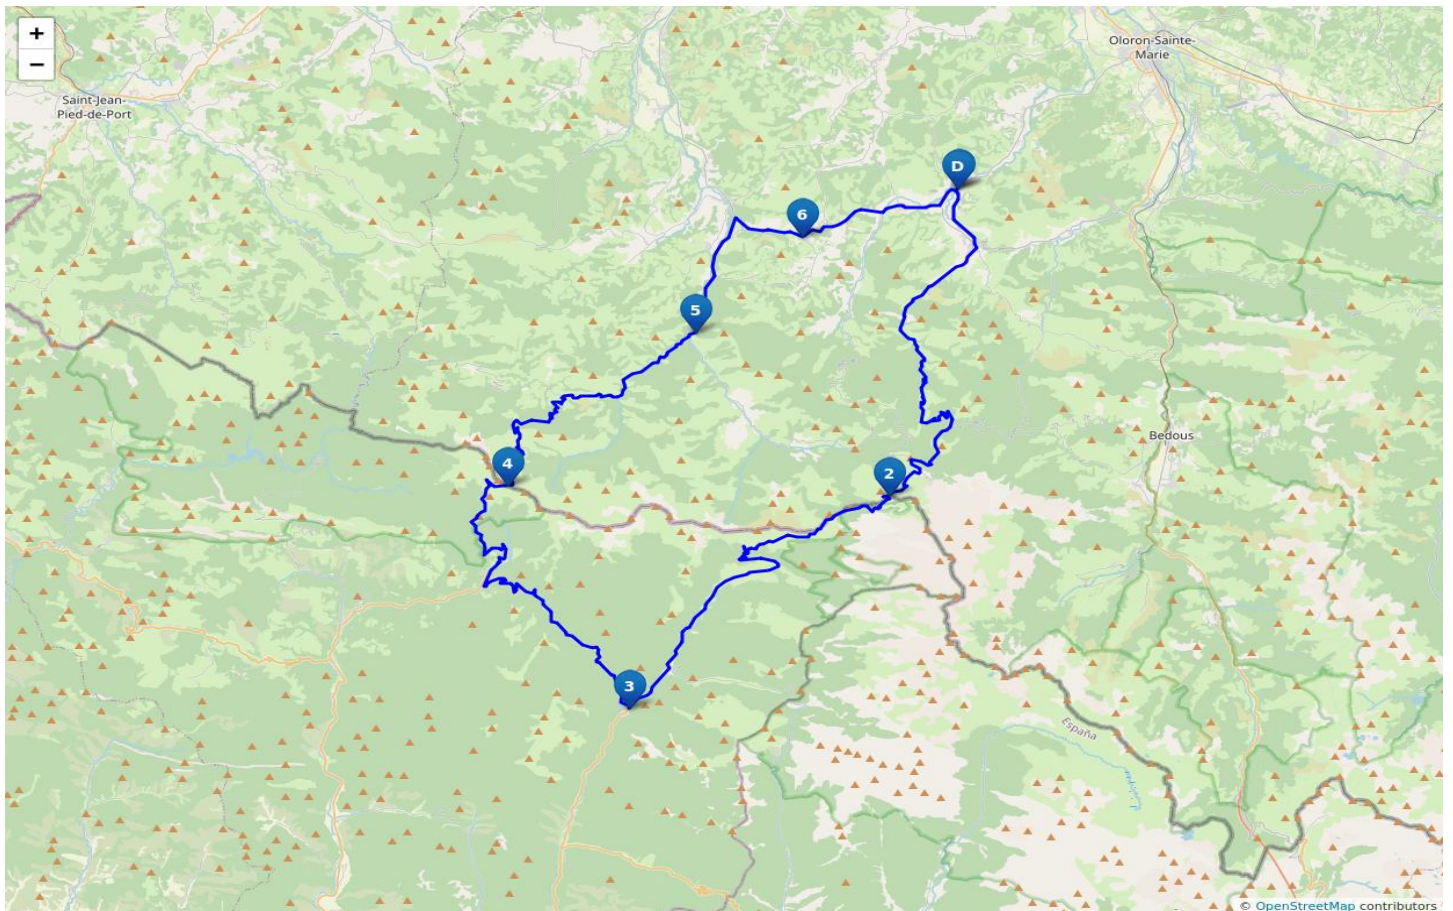 +
−
Oloron-Sainte-
Marie
Saint-Jean-
Pied-de-Port
D
6
5
Bedous
4
2
3
España
© OpenStreetMap contributors